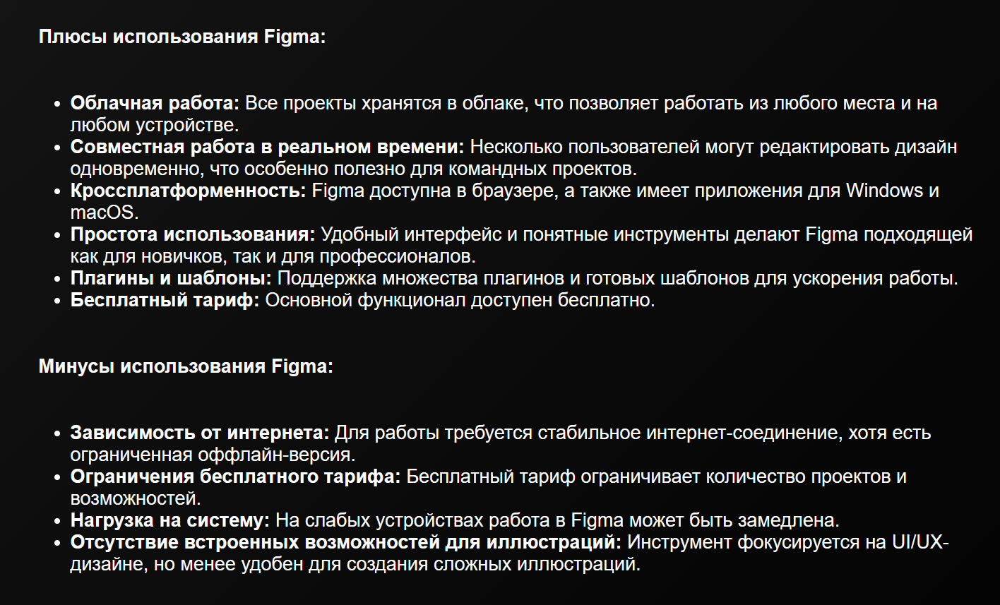 Плюсы использования Figma:
• Облачная работа: Все проекты хранятся в облаке, что позволяет работать из любого места и на
любом устройстве.
• Совместная работа в реальном времени: Несколько пользователей могут редактировать дизайн
одновременно, что особенно полезно для командных проектов.
• Кроссплатформенность: Figma доступна в браузере, а также имеет приложения для Windows и
macOS.
• Простота использования: Удобный интерфейс и понятные инструменты делают Figma подходящей
как для новичков, так и для профессионалов.
• Плагины и шаблоны: Поддержка множества плагинов и готовых шаблонов для ускорения работы.
• Бесплатный тариф: Основной функционал доступен бесплатно.
Минусы использования Figma:
• Зависимость от интернета: Для работы требуется стабильное интернет-соединение, хотя есть
ограниченная оффлайн-версия.
• Ограничения бесплатного тарифа: Бесплатный тариф ограничивает количество проектов и
возможностей.
• Нагрузка на систему: На слабых устройствах работа в Figma может быть замедлена.
• Отсутствие встроенных возможностей для иллюстраций: Инструмент фокусируется на UI/UX-
дизайне, но менее удобен для создания сложных иллюстраций.